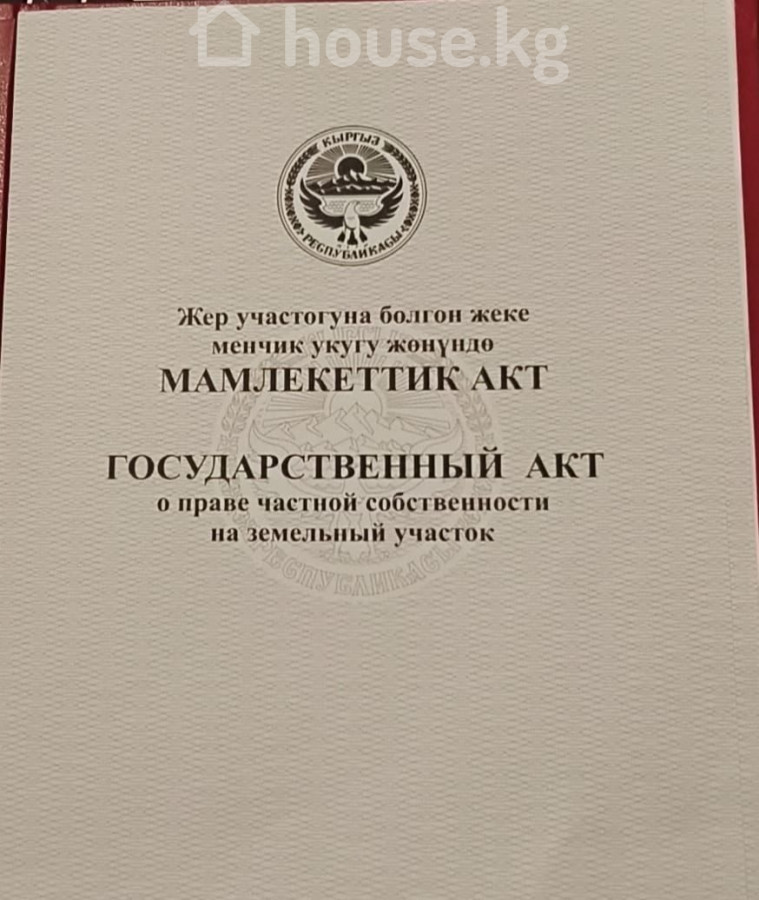 house.kg
КЫРГЫЗ
РЕСПУБЛИКАСЫ
Жер участогуна болгон жеке
менчик укугу жөнүндө
МАМЛЕКЕТТИК АКТ
ГОСУДАРСТВЕННЫЙ АКТ
о праве частной собственности
на земельный участок
РЕСПУБЛИКАСЫ